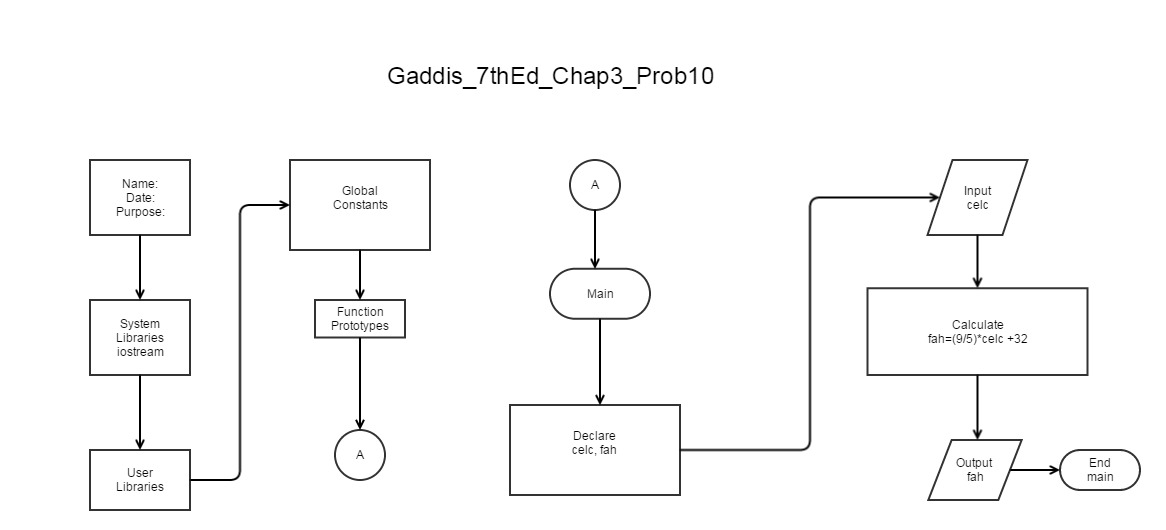 Gaddis_7thEd_Chap3_Prob10
Name:
Date:
Purpose:
System
Libraries
iostream
User
Libraries
Global
Constants
Function
Prototypes
A
A
Main
Declare
celc, fah
Input
celc
Calculate
fah=(9/5)*celc +32
Output
fah
End
main